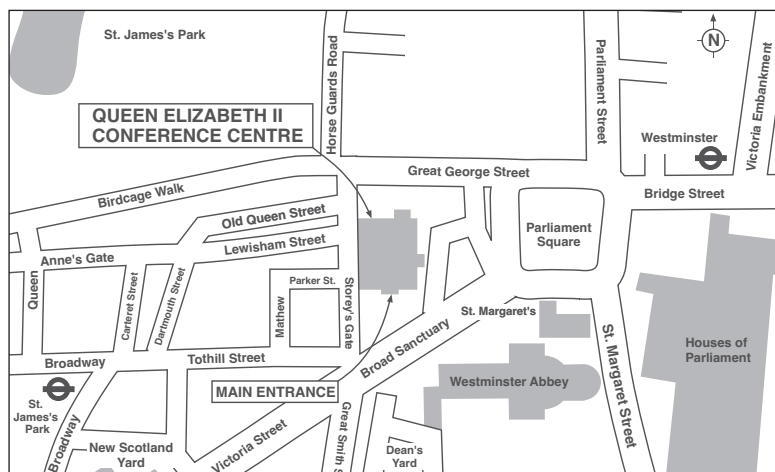 St. James's Park
QUEEN ELIZABETH II
CONFERENCE CENTRE
Horse Guards Road
Parliament Street
N
Victoria Embankment
Westminster
Great George Street
Bridge Street
Birdcage Walk
Old Queen Street
Lewisham Street
Parliament
Square
Anne's Gate
Queen
Carteret Street
Dartmouth Street
Mathew
Parker St.
Storey's Gate
St. Margaret's
Broad Sanctuary
St. Margaret Street
Houses of
Parliament
Broadway
Tothill Street
MAIN ENTRANCE
Westminster Abbey
St.
James's
Park
Broadway
New Scotland
Yard
Victoria Street
Great Smith S
Dean's
Yard